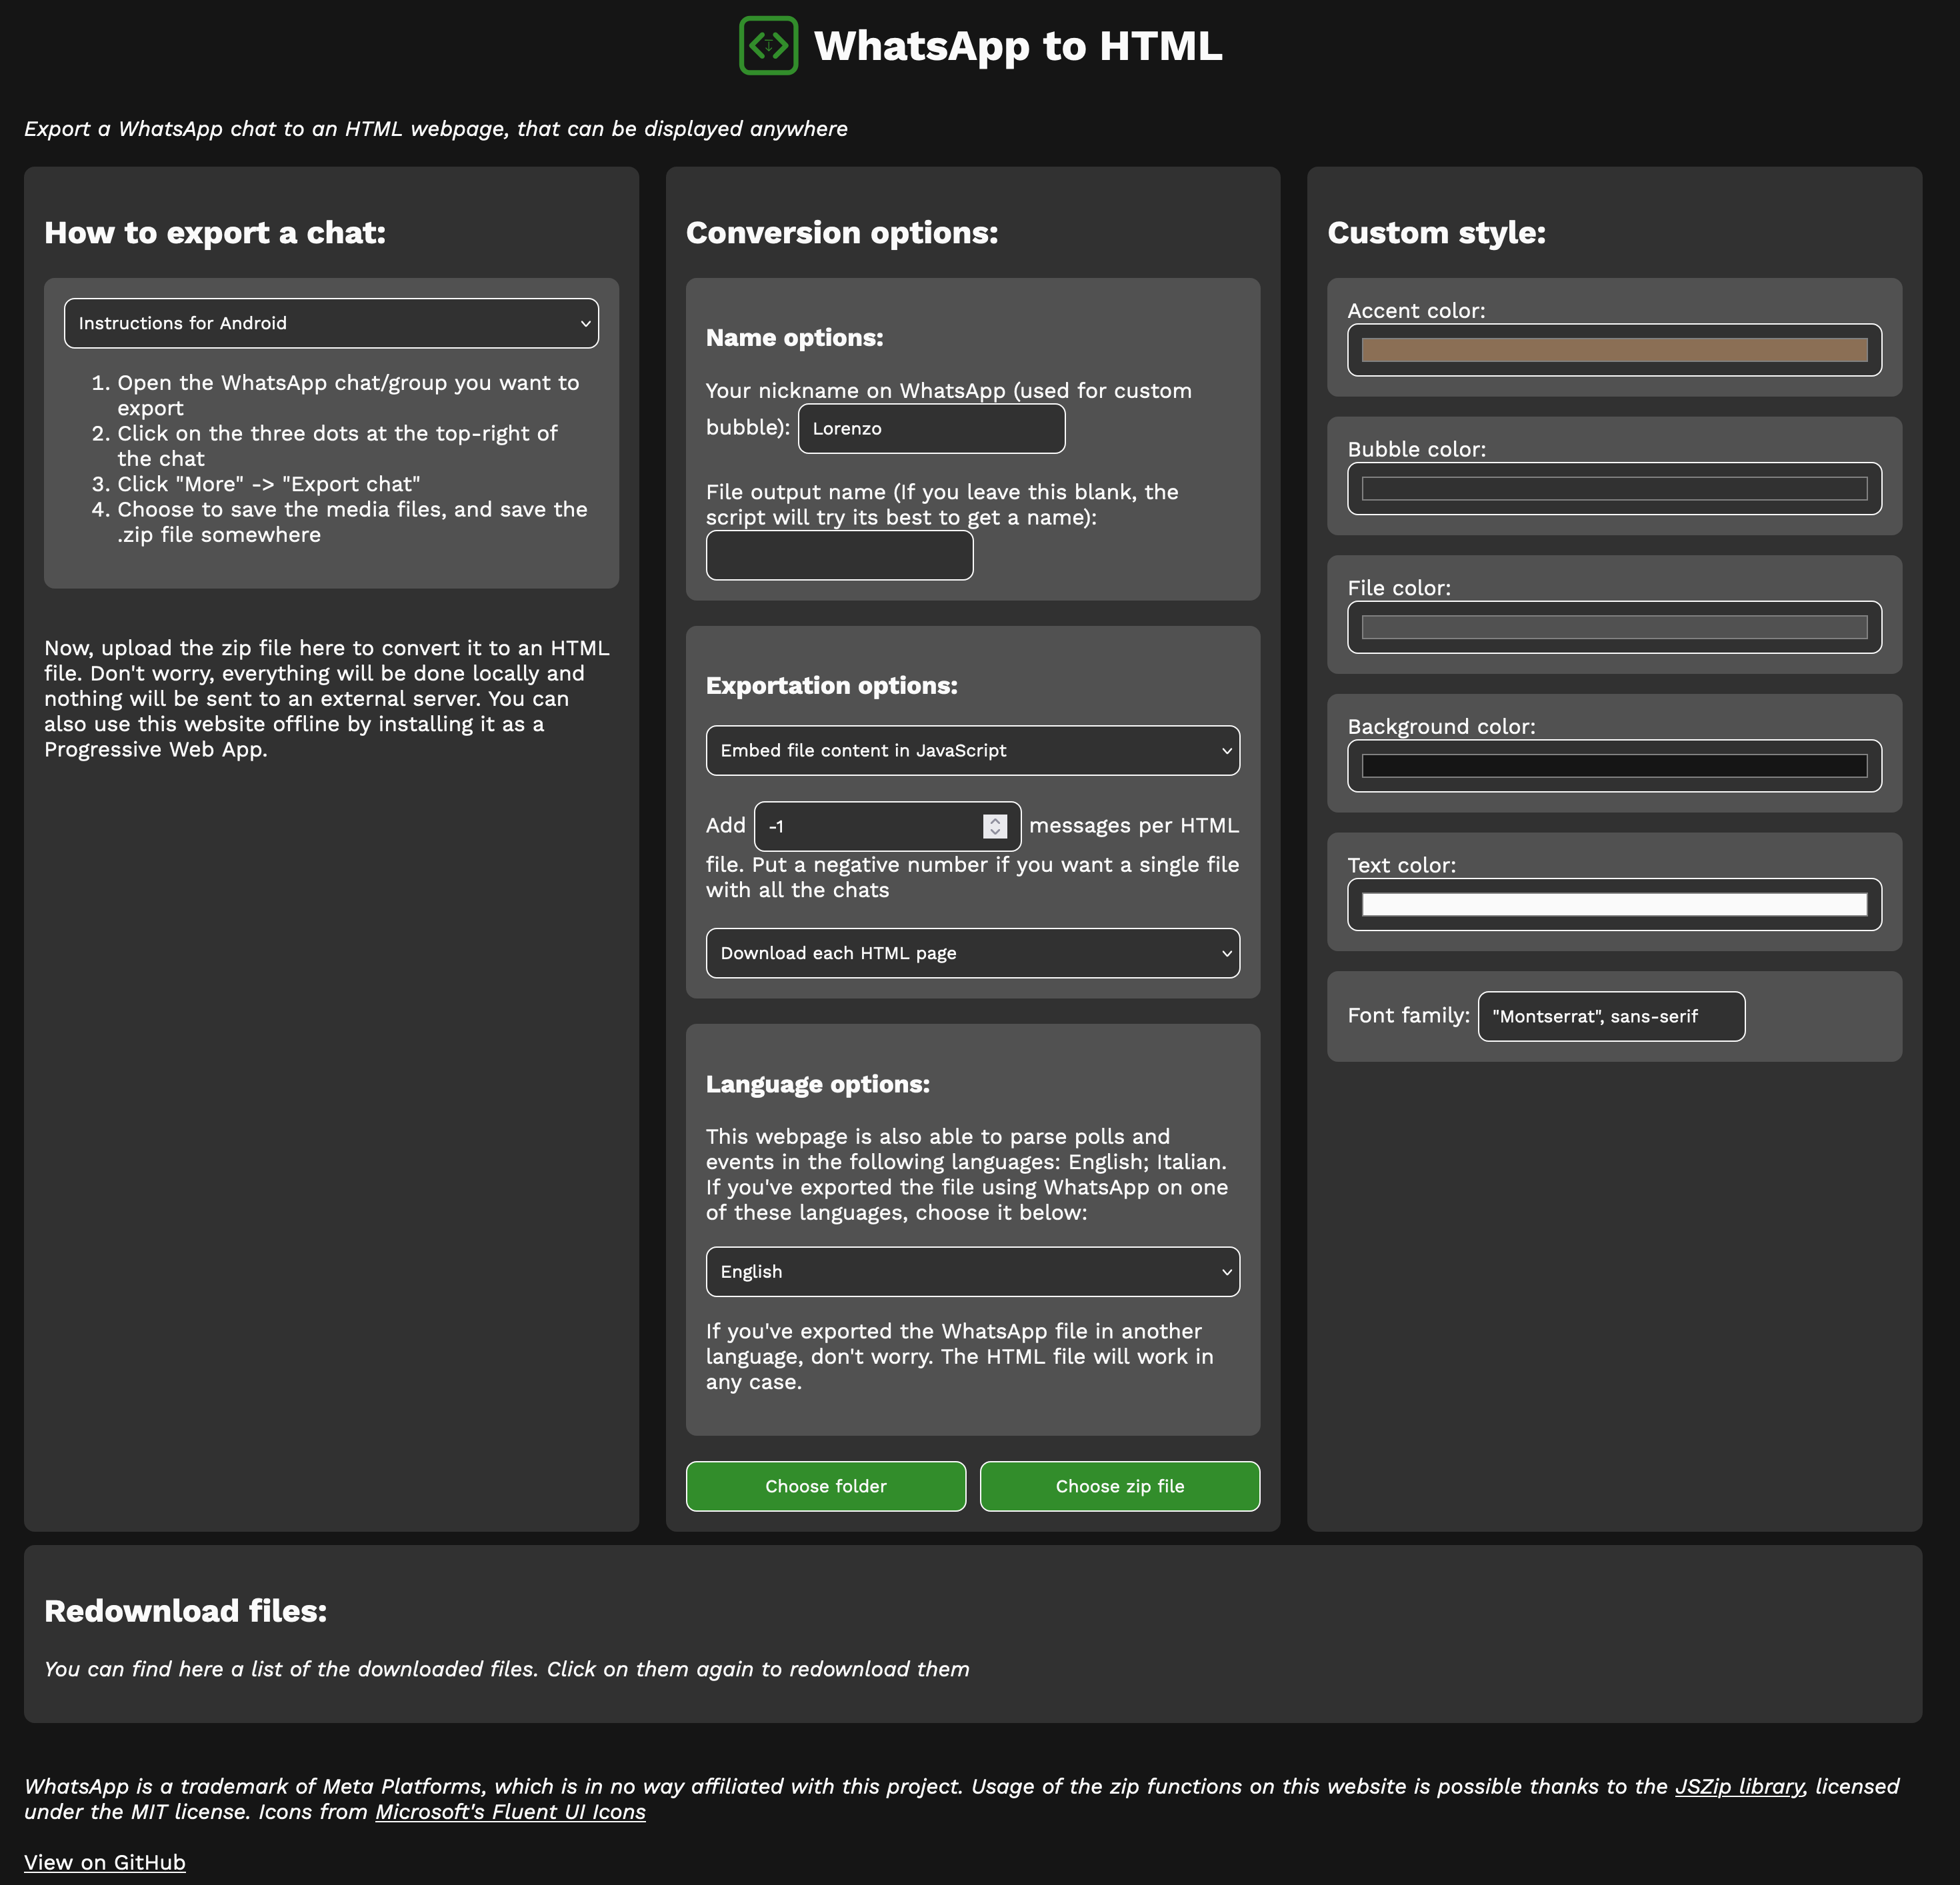 WhatsApp to HTML
Export a WhatsApp chat to an HTML webpage, that can be displayed anywhere
How to export a chat:
Instructions for Android
1. Open the WhatsApp chat/group you want to
export
2. Click on the three dots at the top-right of
the chat
3. Click "More" -> "Export chat"
4. Choose to save the media files, and save the
.zip file somewhere
Now, upload the zip file here to convert it to an HTML
file. Don't worry, everything will be done locally and
nothing will be sent to an external server. You can
also use this website offline by installing it as a
Progressive Web App.
Conversion options:
Name options:
Your nickname on WhatsApp (used for custom
bubble): Lorenzo
File output name (If you leave this blank, the
script will try its best to get a name):
Exportation options:
Embed file content in JavaScript
Add -1 messages per HTML
file. Put a negative number if you want a single file
with all the chats
Download each HTML page
Language options:
This webpage is also able to parse polls and
events in the following languages: English; Italian.
If you've exported the file using WhatsApp on one
of these languages, choose it below:
English
If you've exported the WhatsApp file in another
language, don't worry. The HTML file will work in
any case.
Choose folder
Choose zip file
Custom style:
Accent color:
Bubble color:
File color:
Background color:
Text color:
Font family: "Montserrat", sans-serif
Redownload files:
You can find here a list of the downloaded files. Click on them again to redownload them
WhatsApp is a trademark of Meta Platforms, which is in no way affiliated with this project. Usage of the zip functions on this website is possible thanks to the JSZip library, licensed
under the MIT license. Icons from Microsoft's Fluent UI Icons
View on GitHub